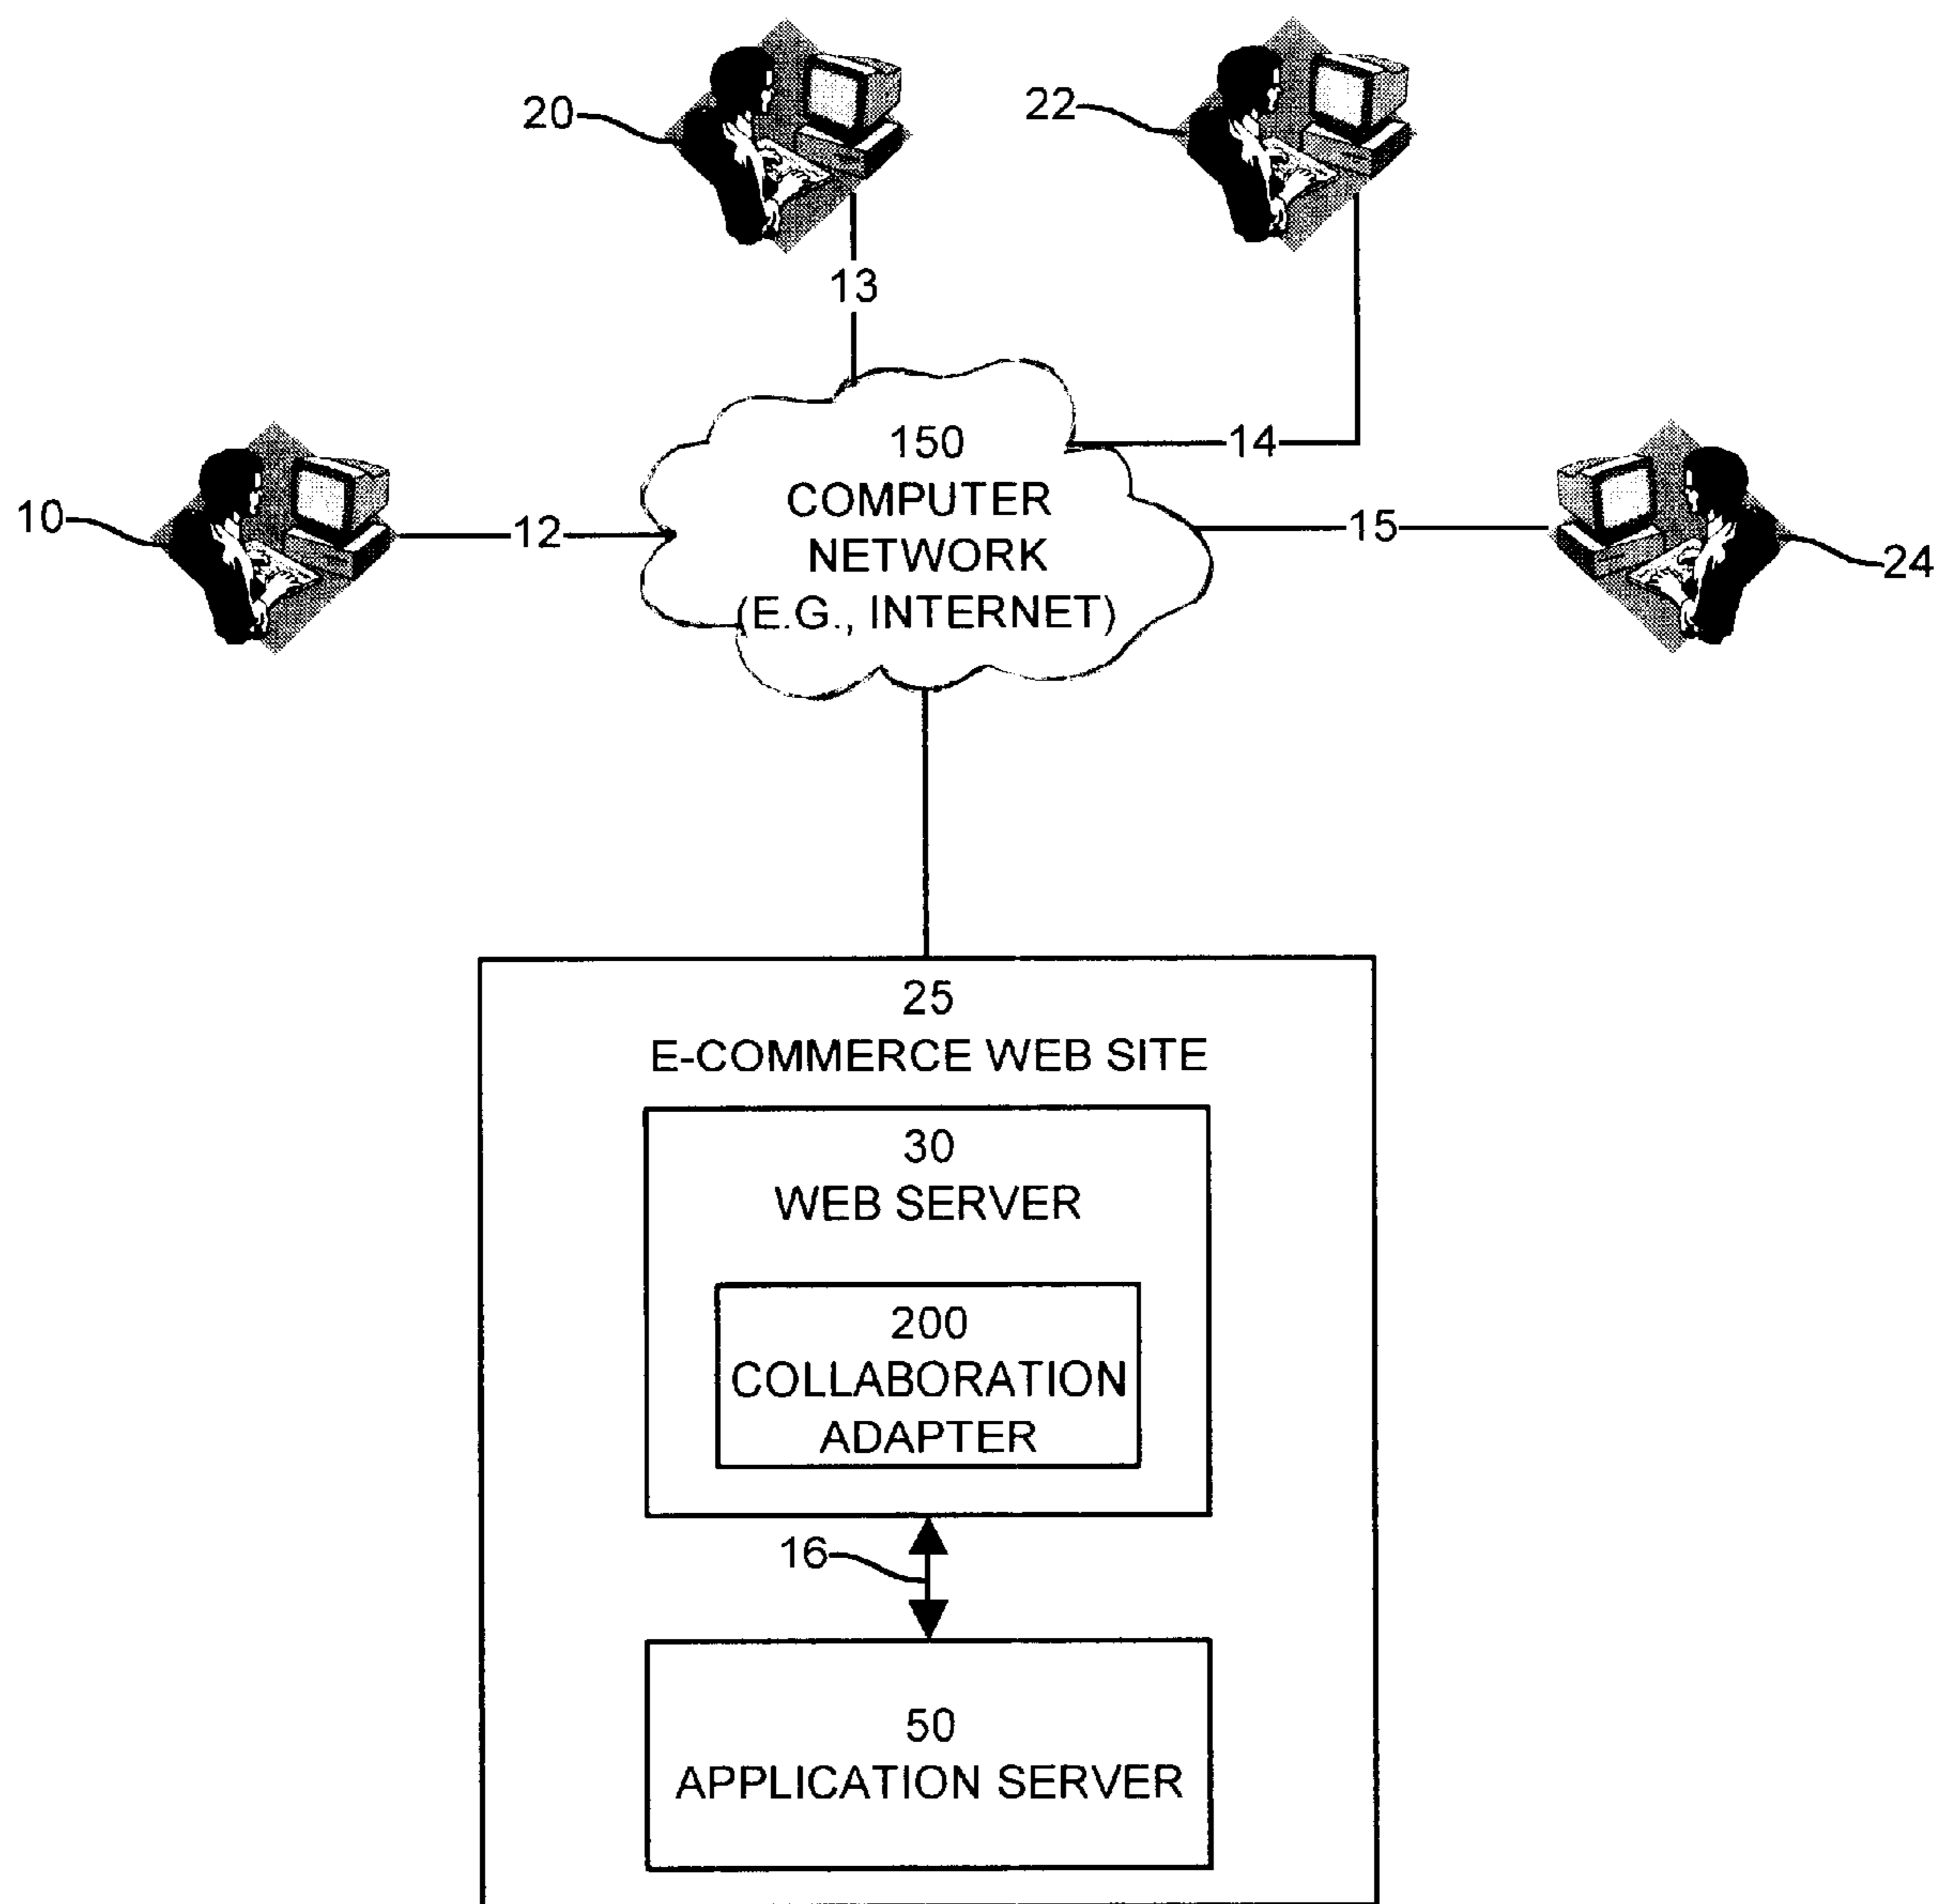 20
22
13
150
COMPUTER
NETWORK
(E.G., INTERNET)
14
10
12
15
24
25
E-COMMERCE WEB SITE
30
WEB SERVER
200
COLLABORATION
ADAPTER
16
50
APPLICATION SERVER